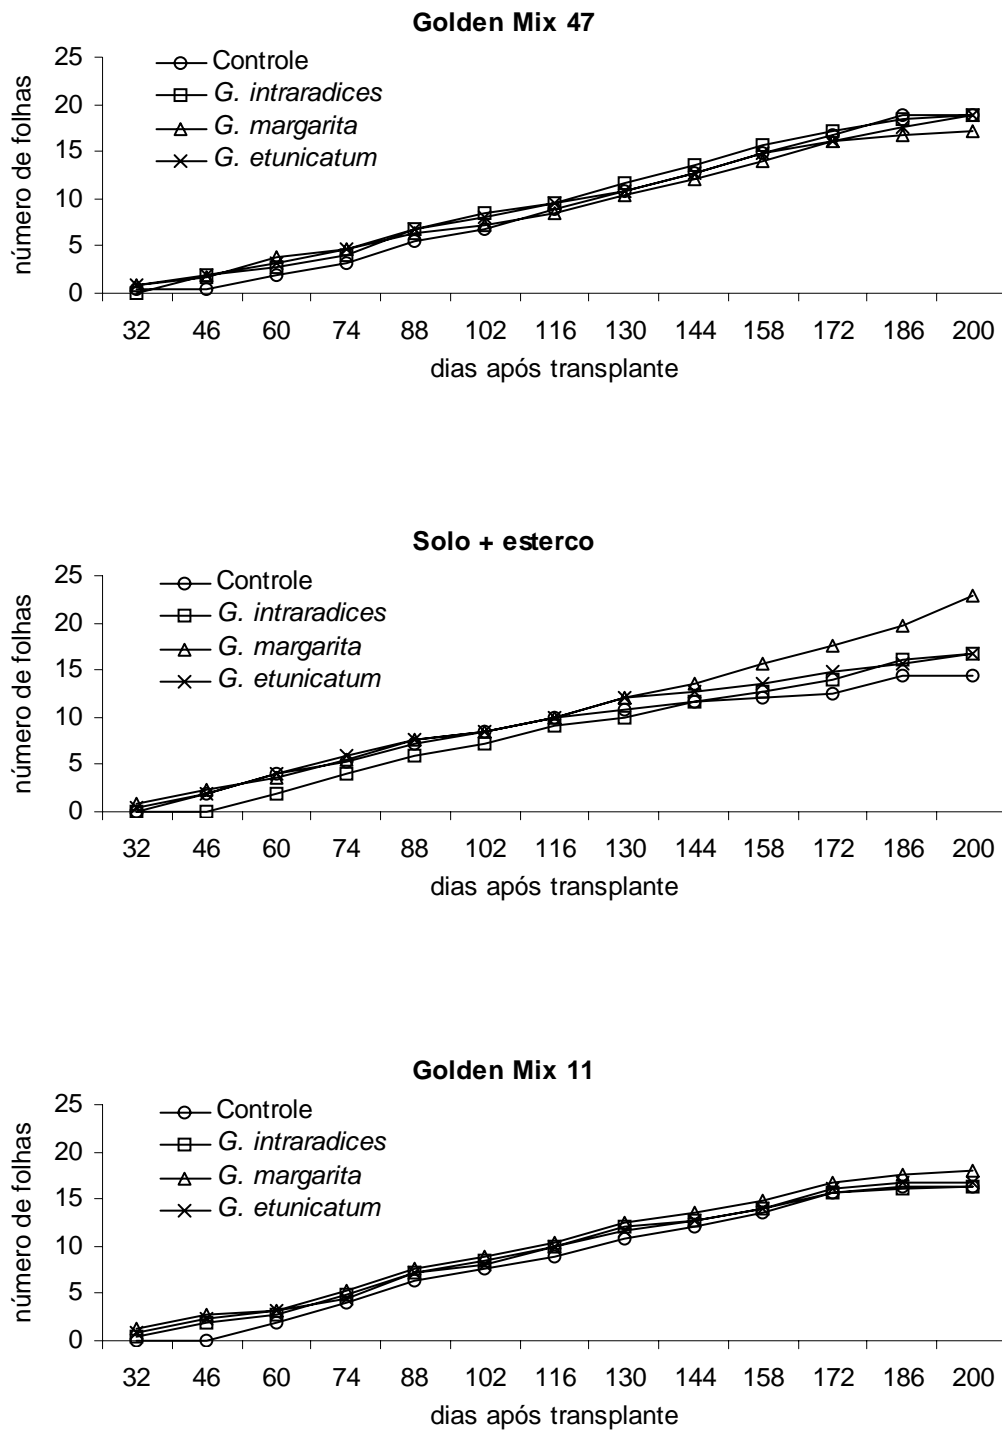 Golden Mix 47
25
20
15
10
5
0
número de folhas
Controle
G. intraradices
G. margarita
G. etunicatum
32 46 60 74 88 102 116 130 144 158 172 186 200
dias após transplante
Solo + esterco
25
20
15
10
5
0
número de folhas
Controle
G. intraradices
G. margarita
G. etunicatum
32 46 60 74 88 102 116 130 144 158 172 186 200
dias após transplante
Golden Mix 11
25
20
15
10
5
0
número de folhas
Controle
G. intraradices
G. margarita
G. etunicatum
32 46 60 74 88 102 116 130 144 158 172 186 200
dias após transplante